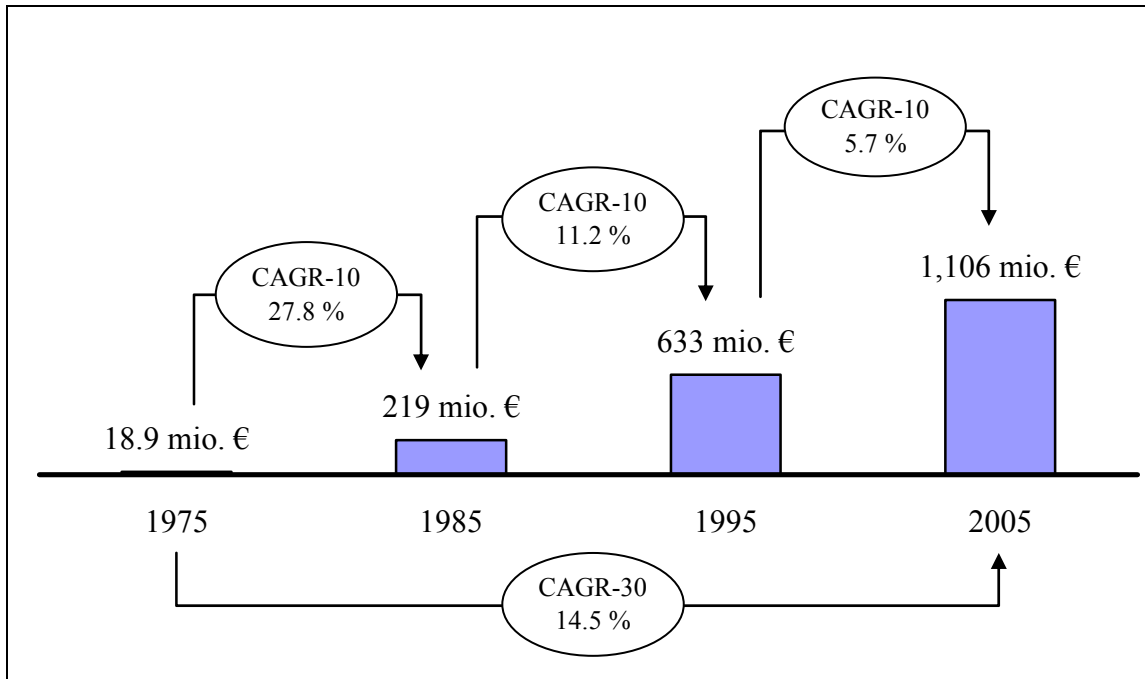 CAGR-10
5.7 %
CAGR-10
11.2 %
CAGR-10
27.8 %
1,106 mio. €
633 mio. €
219 mio. €
18.9 mio. €
1975
1985
1995
2005
CAGR-30
14.5 %